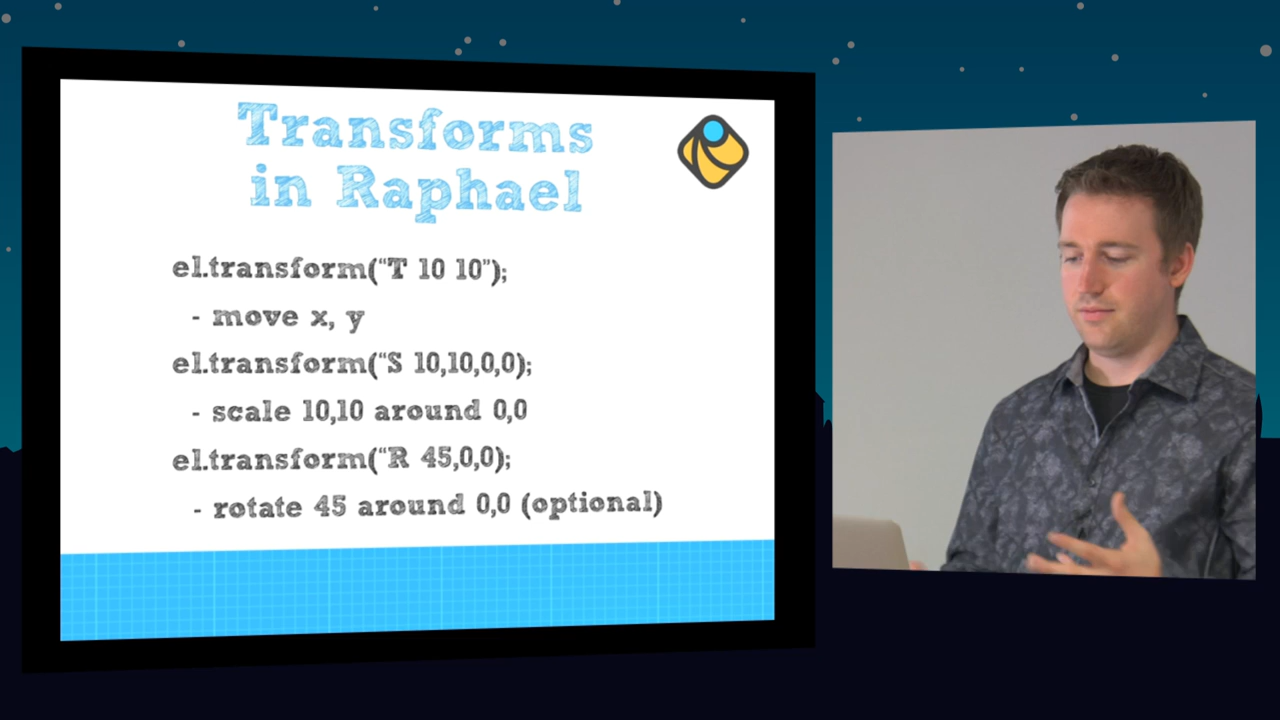 Transforms
in Raphael
el.transform("T 10 10");
- move x, y
el.transform("S 10,10,0,0);
- scale 10,10 around 0,0
el.transform("R 45,0,0);
- rotate 45 around 0,0 (optional)